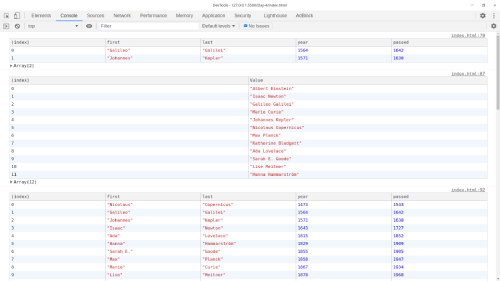 DevTools - 127.0.0.1:5500/Day-4/index.html
Elements Console Sources Network Performance Memory Application Security Lighthouse AdBlock
top Filter Default levels No Issues
(index) first last year passed
0 "Galileo" "Galilei" 1564 1642
1 "Johannes" "Kepler" 1571 1630
Array(2)
index.html:67
(index) Value
0 "Albert Einstein"
1 "Isaac Newton"
2 "Galileo Galilei"
3 "Marie Curie"
4 "Johannes Kepler"
5 "Nicolaus Copernicus"
6 "Max Planck"
7 "Katherine Blodgett"
8 "Ada Lovelace"
9 "Sarah E. Goode"
10 "Lise Meitner"
11 "Hanna Hammarström"
Array(12)
index.html:92
(index) first last year passed
0 "Nicolaus" "Copernicus" 1473 1543
1 "Galileo" "Galilei" 1564 1642
2 "Johannes" "Kepler" 1571 1630
3 "Isaac" "Newton" 1643 1727
4 "Ada" "Lovelace" 1815 1852
5 "Hanna" "Hammarström" 1829 1909
6 "Sarah E." "Goode" 1855 1905
7 "Max" "Planck" 1858 1947
8 "Marie" "Curie" 1867 1934
9 "Lise" "Meitner" 1878 1968